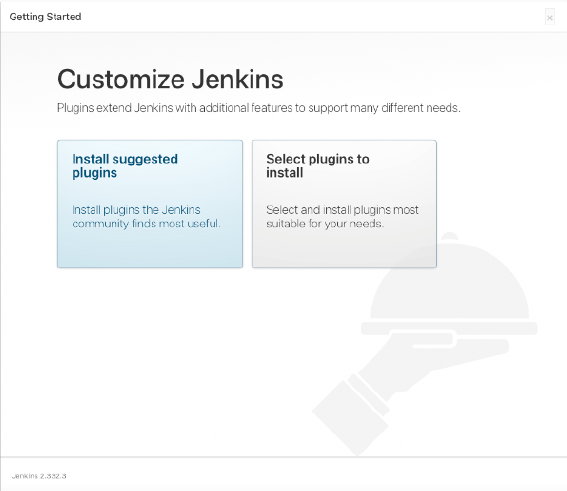 Getting Started
Customize Jenkins
Plugins extend Jenkins with additional features to support many different needs.
Install suggested
plugins
Install plugins the Jenkins
community finds most useful.
Select plugins to
install
Select and install plugins most
suitable for your needs.
Jenkins 2.332.3